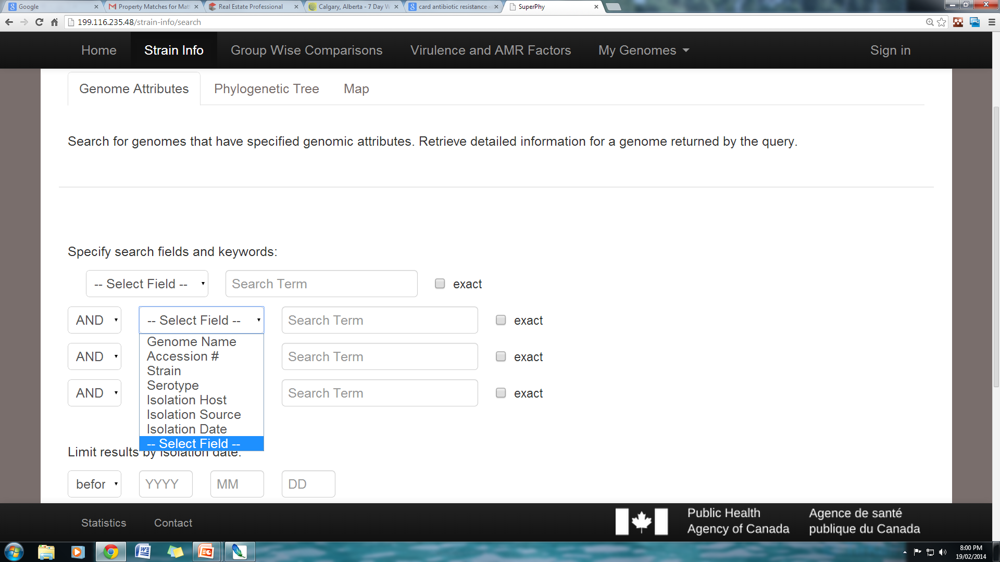 Google
Property Matches for Mat
Real Estate Professional
Calgary, Alberta - 7 Day W
card antibiotic resistance
SuperPhy
199.116.235.48/strain-info/search
Home
Strain Info
Group Wise Comparisons
Virulence and AMR Factors
My Genomes
Sign in
Genome Attributes
Phylogenetic Tree
Map
Search for genomes that have specified genomic attributes. Retrieve detailed information for a genome returned by the query.
Specify search fields and keywords:
-- Select Field --
Search Term
exact
AND
-- Select Field --
Search Term
exact
Genome Name
Accession #
Strain
Serotype
Isolation Host
Isolation Source
Isolation Date
-- Select Field --
AND
Search Term
exact
AND
Search Term
exact
Limit results by isolation date:
befor
YYYY
MM
DD
Statistics
Contact
Public Health
Agency of Canada
Agence de santé
publique du Canada
8:00 PM
19/02/2014